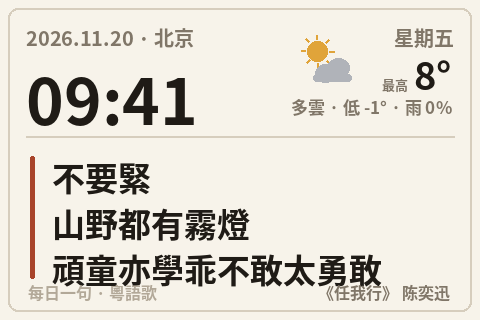 2026.11.20 · 北京
星期五
09:41
最高 8°
多雲 · 低 -1° · 雨 0%
不要緊
山野都有霧燈
頑童亦學乖不敢太勇敢
每日一句 · 粵語歌
《任我行》 陈奕迅